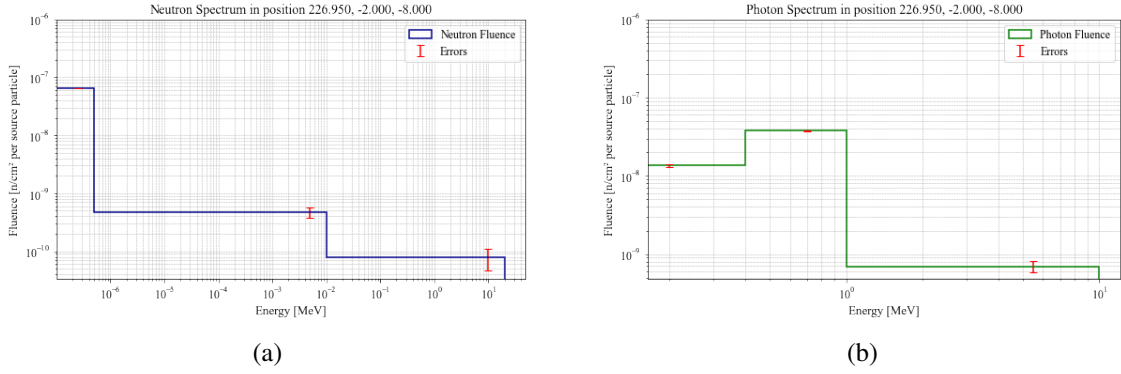 Neutron Spectrum in position 226.950, -2.000, -8.000
Fluence [n/cm² per source particle]
10⁻⁶
10⁻⁷
10⁻⁸
10⁻⁹
10⁻¹⁰
Neutron Fluence
Errors
10⁻⁶ 10⁻⁵ 10⁻⁴ 10⁻³ 10⁻² 10⁻¹ 10⁰ 10¹
Energy [MeV]
(a)
Photon Spectrum in position 226.950, -2.000, -8.000
Fluence [n/cm² per source particle]
10⁻⁶
10⁻⁷
10⁻⁸
10⁻⁹
Photon Fluence
Errors
10⁰ 10¹
Energy [MeV]
(b)